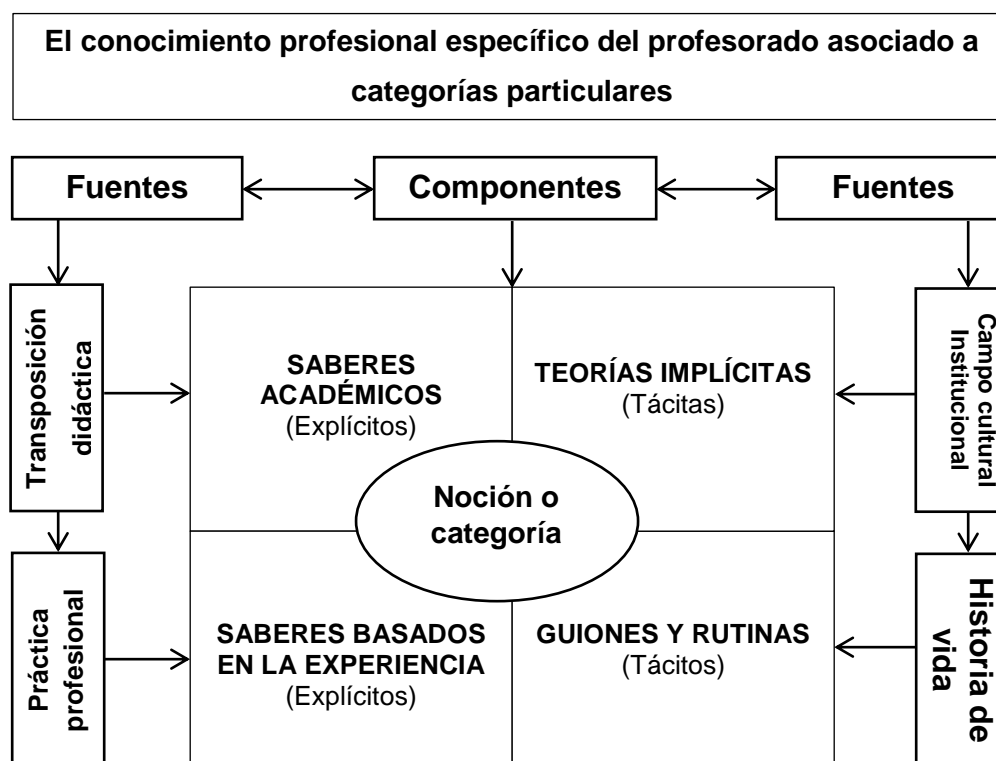 El conocimiento profesional específico del profesorado asociado a
categorías particulares
Fuentes
Componentes
Fuentes
Transposición
didáctica
SABERES
ACADÉMICOS
(Explícitos)
TEORÍAS IMPLÍCITAS
(Tácitas)
Campo cultural
Institucional
Noción o
categoría
Práctica
profesional
SABERES BASADOS
EN LA EXPERIENCIA
(Explícitos)
GUIONES Y RUTINAS
(Tácitos)
Historia de
vida